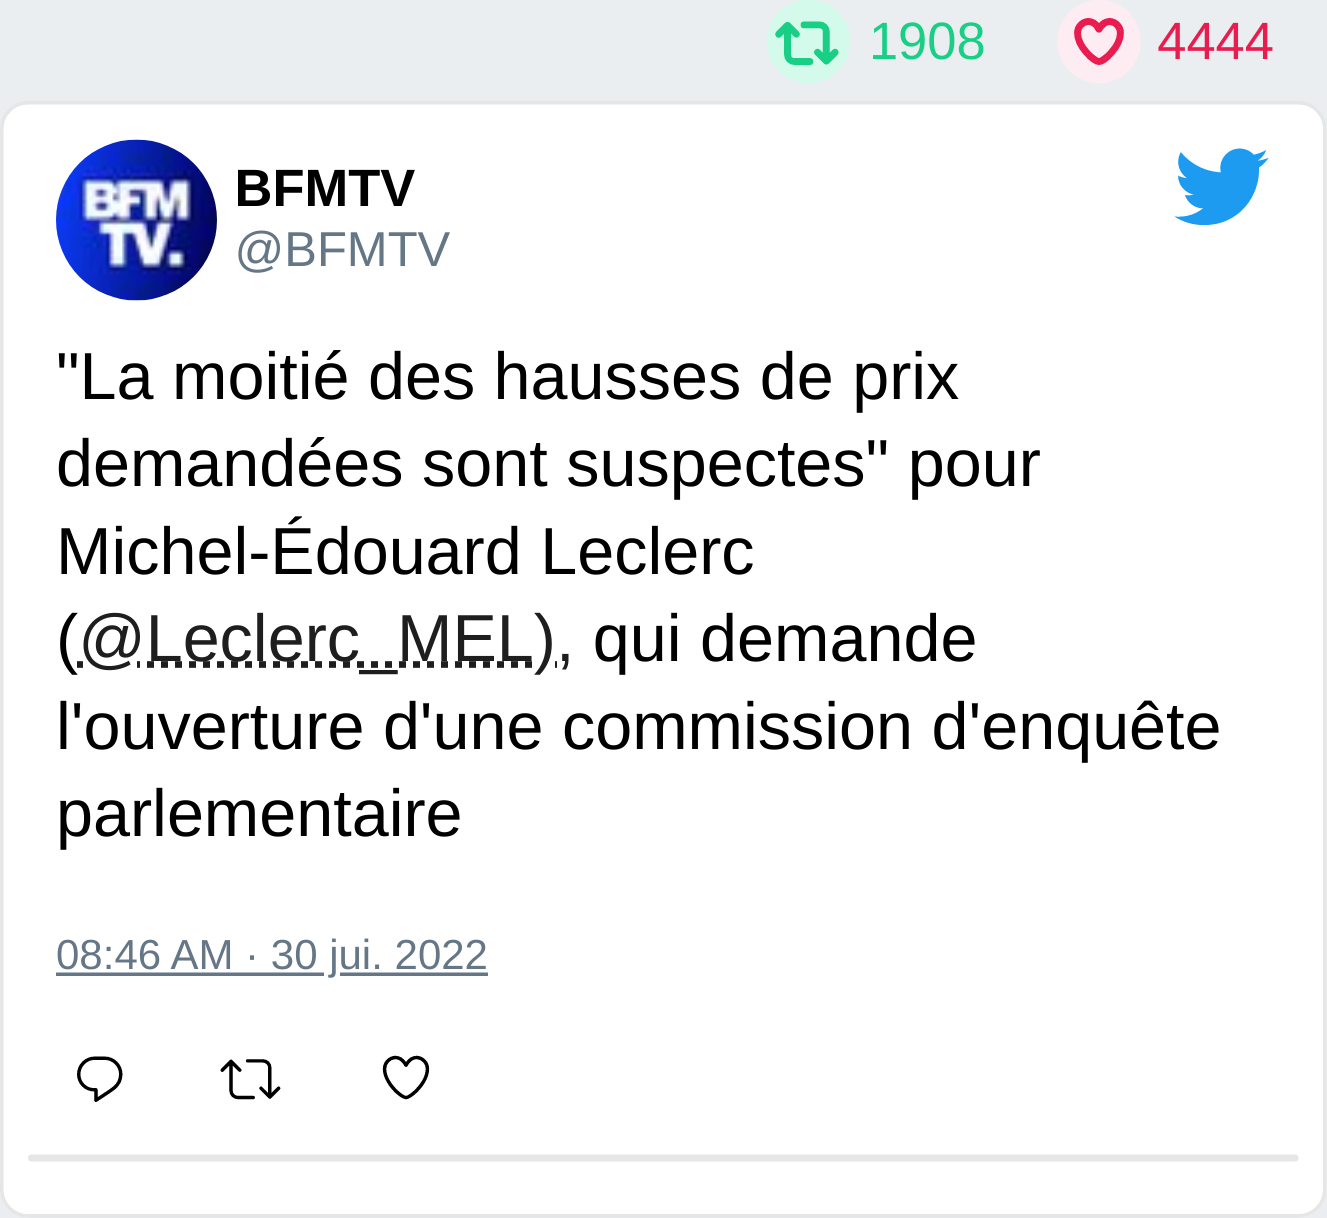 1908 4444
BFM
TV.
BFMTV
@BFMTV
"La moitié des hausses de prix
demandées sont suspectes" pour
Michel-Édouard Leclerc
(@Leclerc_MEL), qui demande
l'ouverture d'une commission d'enquête
parlementaire
08:46 AM · 30 jui. 2022